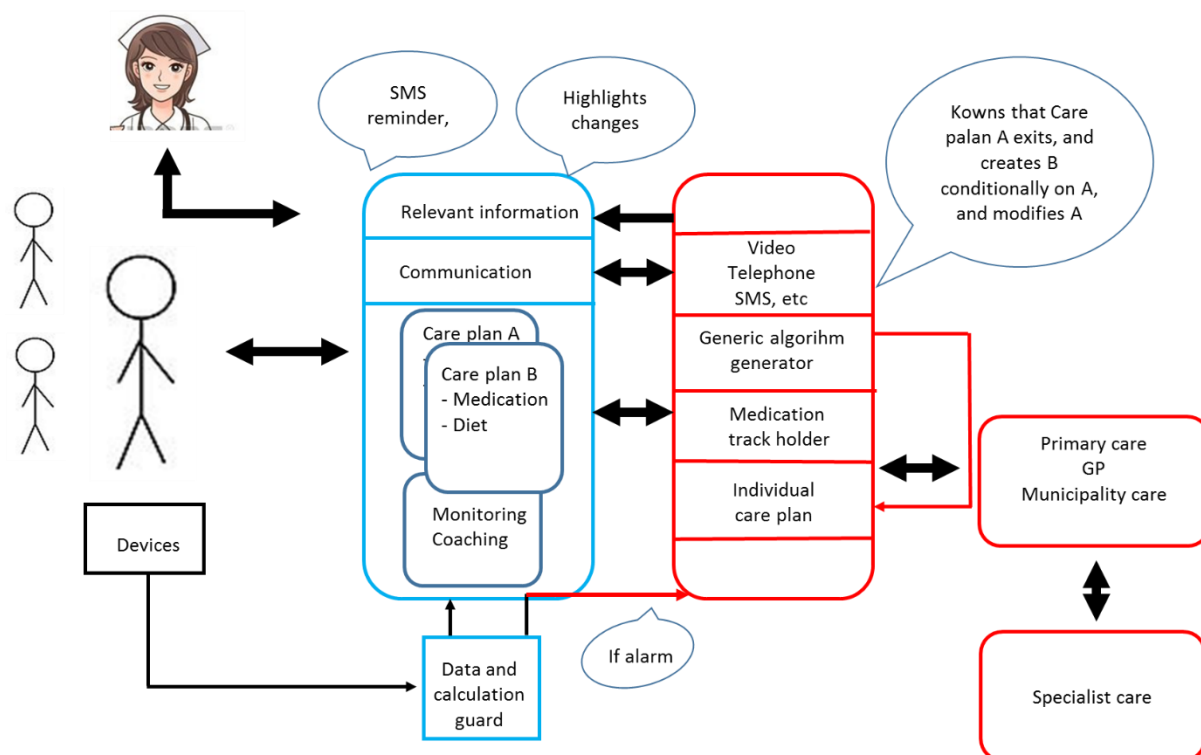 SMS
reminder,
Highlights
changes
Kowns that Care
palan A exits, and
creates B
conditionally on A,
and modifies A
Relevant information
Communication
Care plan A
Care plan B
- Medication
- Diet
Monitoring
Coaching
Video
Telephone
SMS, etc
Generic algorihm
generator
Medication
track holder
Individual
care plan
Primary care
GP
Municipality care
Devices
If alarm
Data and
calculation
guard
Specialist care